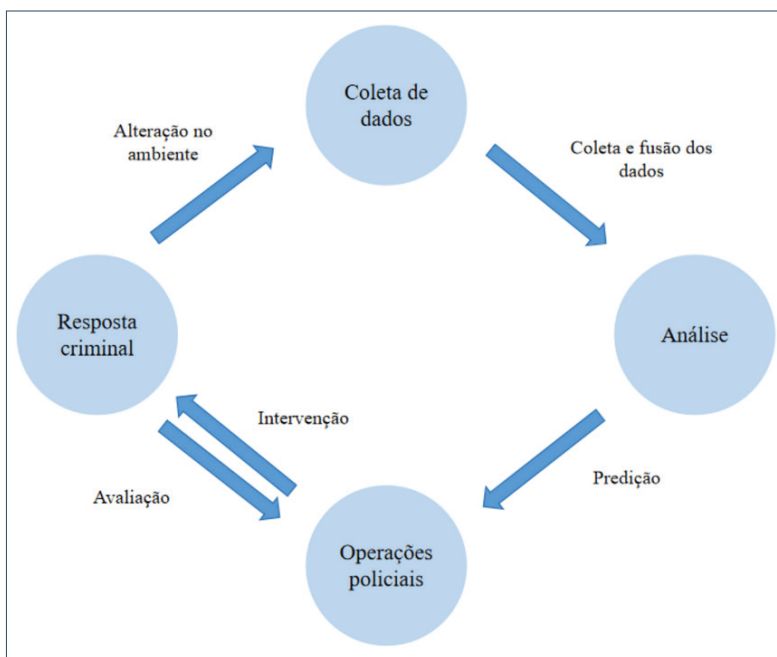 Coleta de
dados
Alteração no
ambiente
Coleta e fusão dos
dados
Resposta
criminal
Análise
Intervenção
Avaliação
Predição
Operações
policiais